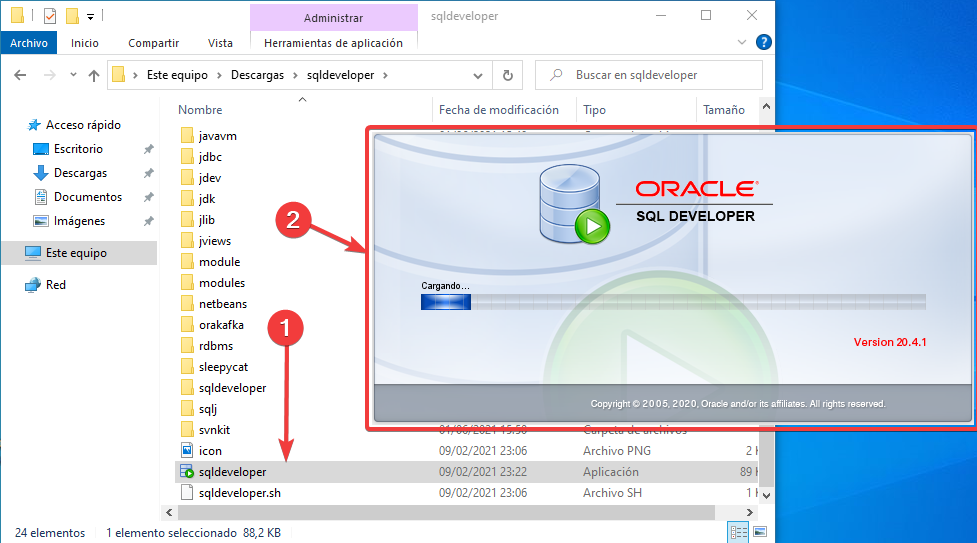 Administrar
sqldeveloper
Archivo
Inicio
Compartir
Vista
Herramientas de aplicación
Este equipo
Descargas
sqldeveloper
Buscar en sqldeveloper
Nombre
Fecha de modificación
Tipo
Tamaño
Acceso rápido
Escritorio
Descargas
Documentos
Imágenes
Este equipo
Red
javavm
jdbc
jdev
jdk
jlib
jviews
module
modules
netbeans
orakafka
rdbms
sleepycat
sqldeveloper
sqlj
svnkit
01/06/2021 15:50 Carpeta de archivos
icon 09/02/2021 23:06 Archivo PNG 2
sqldeveloper 09/02/2021 23:22 Aplicación 89
sqldeveloper.sh 09/02/2021 23:06 Archivo SH 1
1
2
ORACLE®
SQL DEVELOPER
Cargando...
Version 20.4.1
Copyright © 2005, 2020, Oracle and/or its affiliates. All rights reserved.
24 elementos
1 elemento seleccionado 88,2 KB